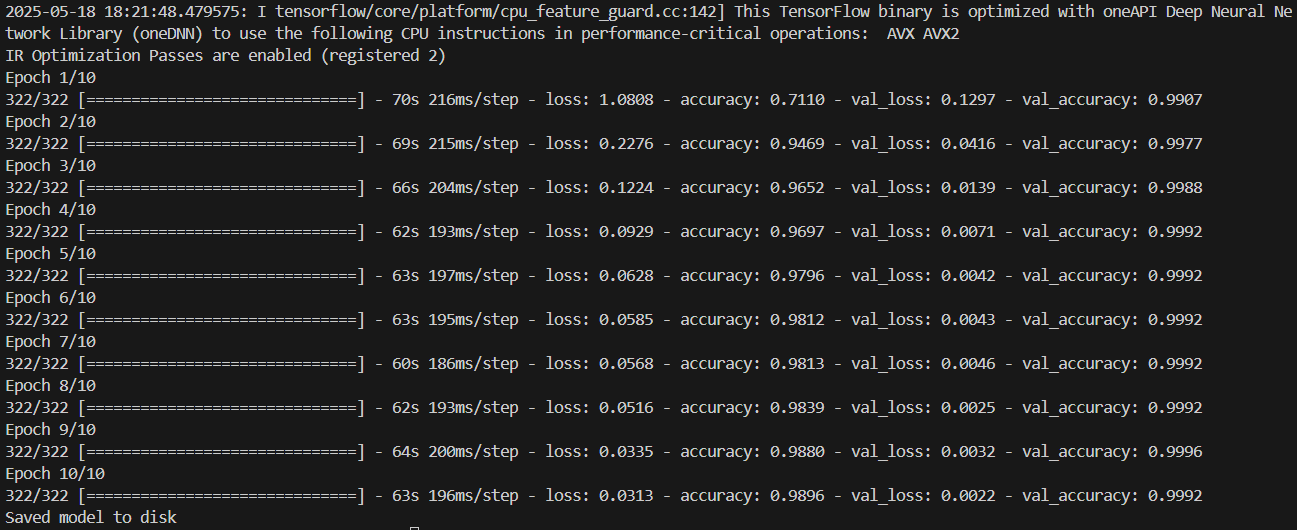 2025-05-18 18:21:48.479575: I tensorflow/core/platform/cpu_feature_guard.cc:142] This TensorFlow binary is optimized with oneAPI Deep Neural Ne
twork Library (oneDNN) to use the following CPU instructions in performance-critical operations:  AVX AVX2
IR Optimization Passes are enabled (registered 2)
Epoch 1/10
322/322 [==============================] - 70s 216ms/step - loss: 1.0808 - accuracy: 0.7110 - val_loss: 0.1297 - val_accuracy: 0.9907
Epoch 2/10
322/322 [==============================] - 69s 215ms/step - loss: 0.2276 - accuracy: 0.9469 - val_loss: 0.0416 - val_accuracy: 0.9977
Epoch 3/10
322/322 [==============================] - 66s 204ms/step - loss: 0.1224 - accuracy: 0.9652 - val_loss: 0.0139 - val_accuracy: 0.9988
Epoch 4/10
322/322 [==============================] - 62s 193ms/step - loss: 0.0929 - accuracy: 0.9697 - val_loss: 0.0071 - val_accuracy: 0.9992
Epoch 5/10
322/322 [==============================] - 63s 197ms/step - loss: 0.0628 - accuracy: 0.9796 - val_loss: 0.0042 - val_accuracy: 0.9992
Epoch 6/10
322/322 [==============================] - 63s 195ms/step - loss: 0.0585 - accuracy: 0.9812 - val_loss: 0.0043 - val_accuracy: 0.9992
Epoch 7/10
322/322 [==============================] - 60s 186ms/step - loss: 0.0568 - accuracy: 0.9813 - val_loss: 0.0046 - val_accuracy: 0.9992
Epoch 8/10
322/322 [==============================] - 62s 193ms/step - loss: 0.0516 - accuracy: 0.9839 - val_loss: 0.0025 - val_accuracy: 0.9992
Epoch 9/10
322/322 [==============================] - 64s 200ms/step - loss: 0.0335 - accuracy: 0.9880 - val_loss: 0.0032 - val_accuracy: 0.9996
Epoch 10/10
322/322 [==============================] - 63s 196ms/step - loss: 0.0313 - accuracy: 0.9896 - val_loss: 0.0022 - val_accuracy: 0.9992
Saved model to disk